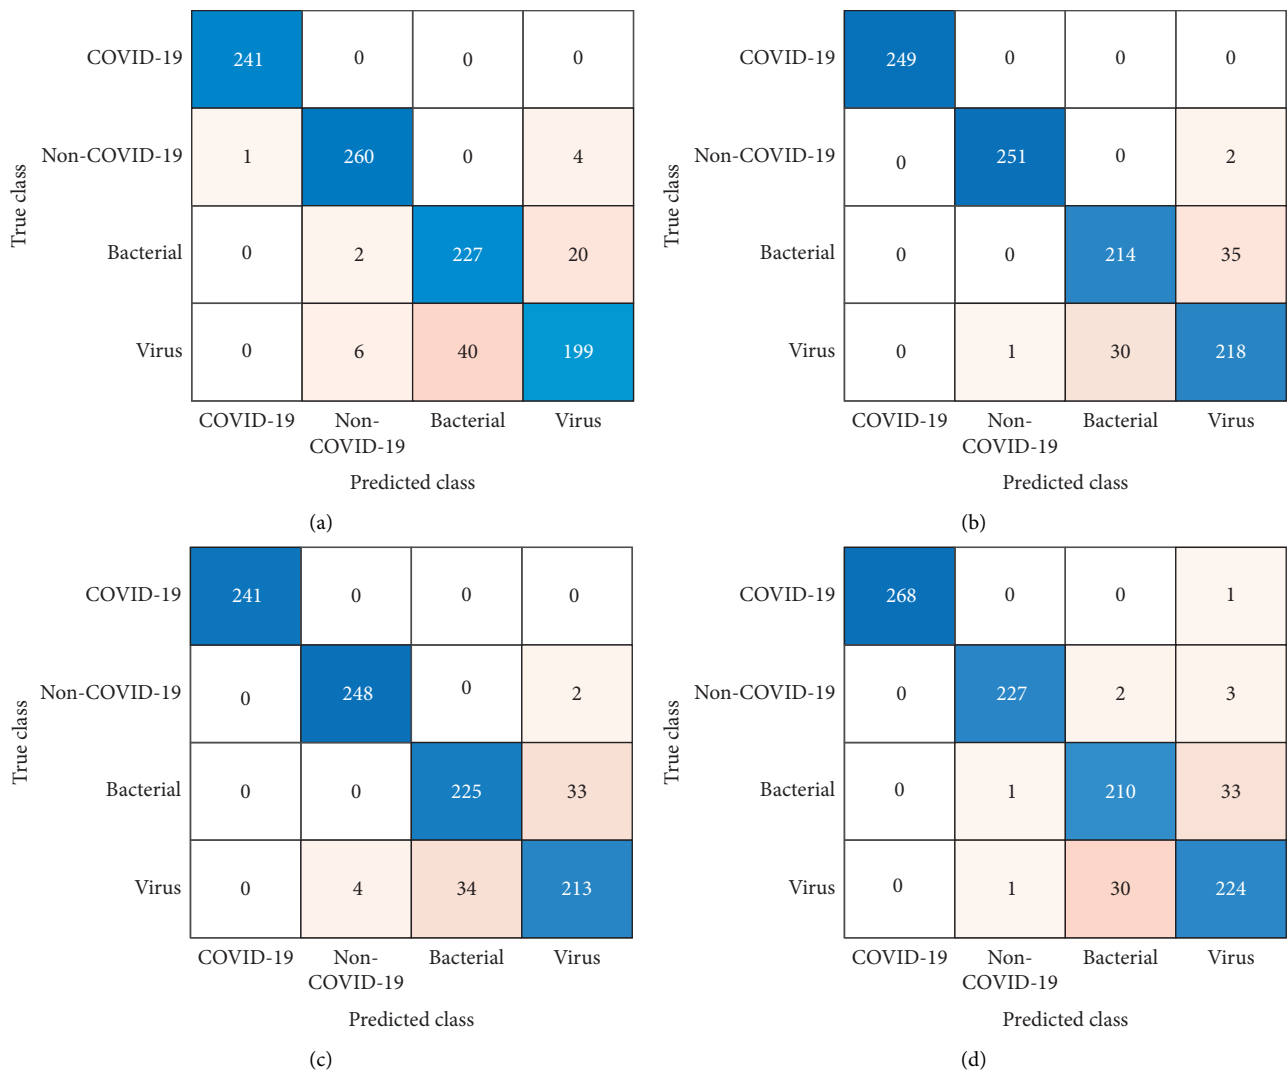 True class
COVID-19 241 0 0 0
Non-COVID-19 1 260 0 4
Bacterial 0 2 227 20
Virus 0 6 40 199
COVID-19 Non- Bacterial Virus
COVID-19
Predicted class
(a)
True class
COVID-19 249 0 0 0
Non-COVID-19 0 251 0 2
Bacterial 0 0 214 35
Virus 0 1 30 218
COVID-19 Non- Bacterial Virus
COVID-19
Predicted class
(b)
True class
COVID-19 241 0 0 0
Non-COVID-19 0 248 0 2
Bacterial 0 0 225 33
Virus 0 4 34 213
COVID-19 Non- Bacterial Virus
COVID-19
Predicted class
(c)
True class
COVID-19 268 0 0 1
Non-COVID-19 0 227 2 3
Bacterial 0 1 210 33
Virus 0 1 30 224
COVID-19 Non- Bacterial Virus
COVID-19
Predicted class
(d)